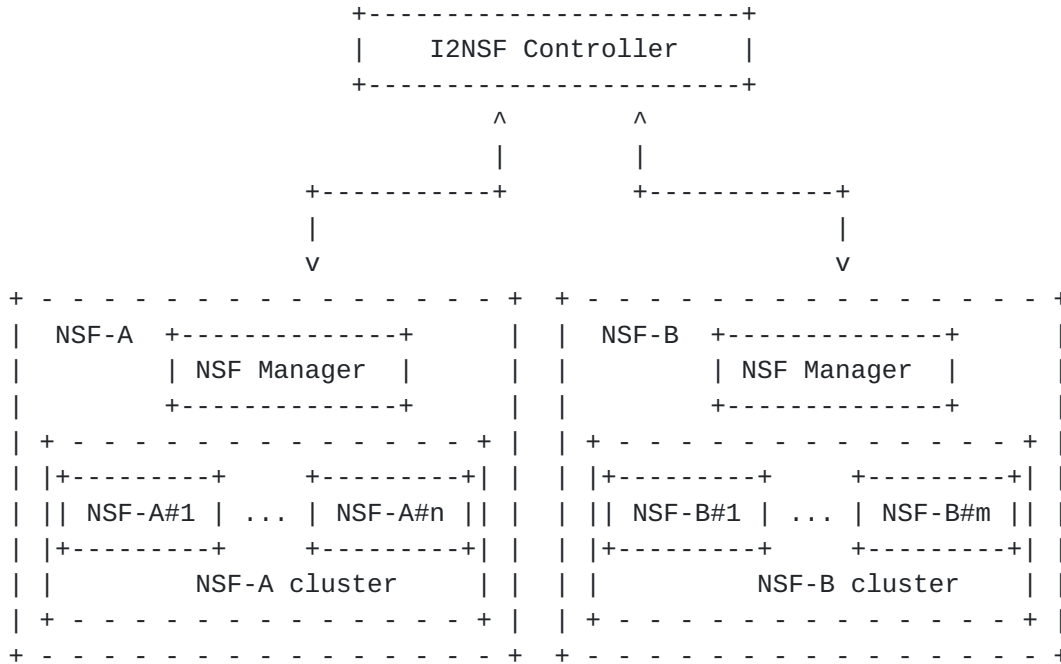 I2NSF Controller
NSF-A NSF-B
NSF Manager NSF Manager
NSF-A#1 ... NSF-A#n NSF-B#1 ... NSF-B#m
NSF-A cluster NSF-B cluster